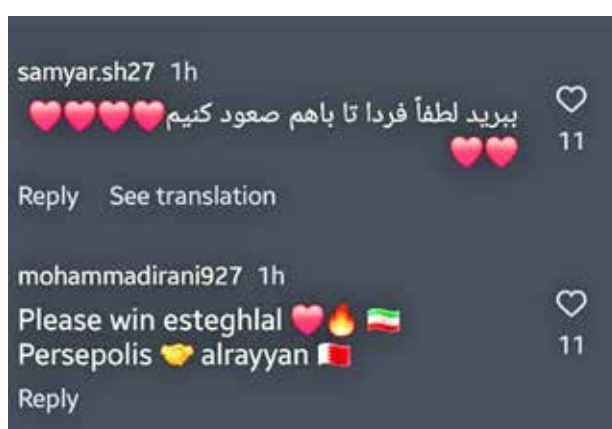 samyar.sh27 1h
ببرید لطفاً فردا تا باهم صعود کنیم❤️❤️❤️❤️
❤️❤️
11
Reply See translation
mohammadirani927 1h
Please win esteghlal ❤️🔥 🇮🇷
Persepolis 🤝 alrayyan 🇧🇭
11
Reply